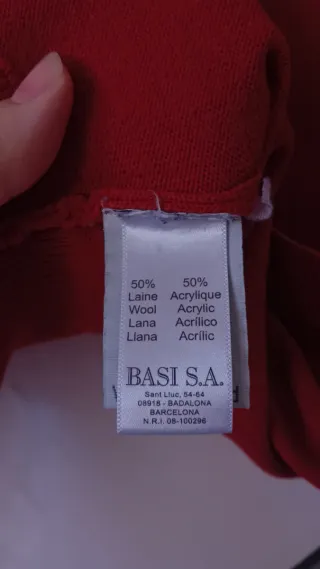 50% 50%
Laine Acrylique
Wool Acrylic
Lana Acrílico
Llana Acrílic
BASI S.A.
Sant Lluc, 54-64
08918 - BADALONA
BARCELONA
N.R.I. 08-100296